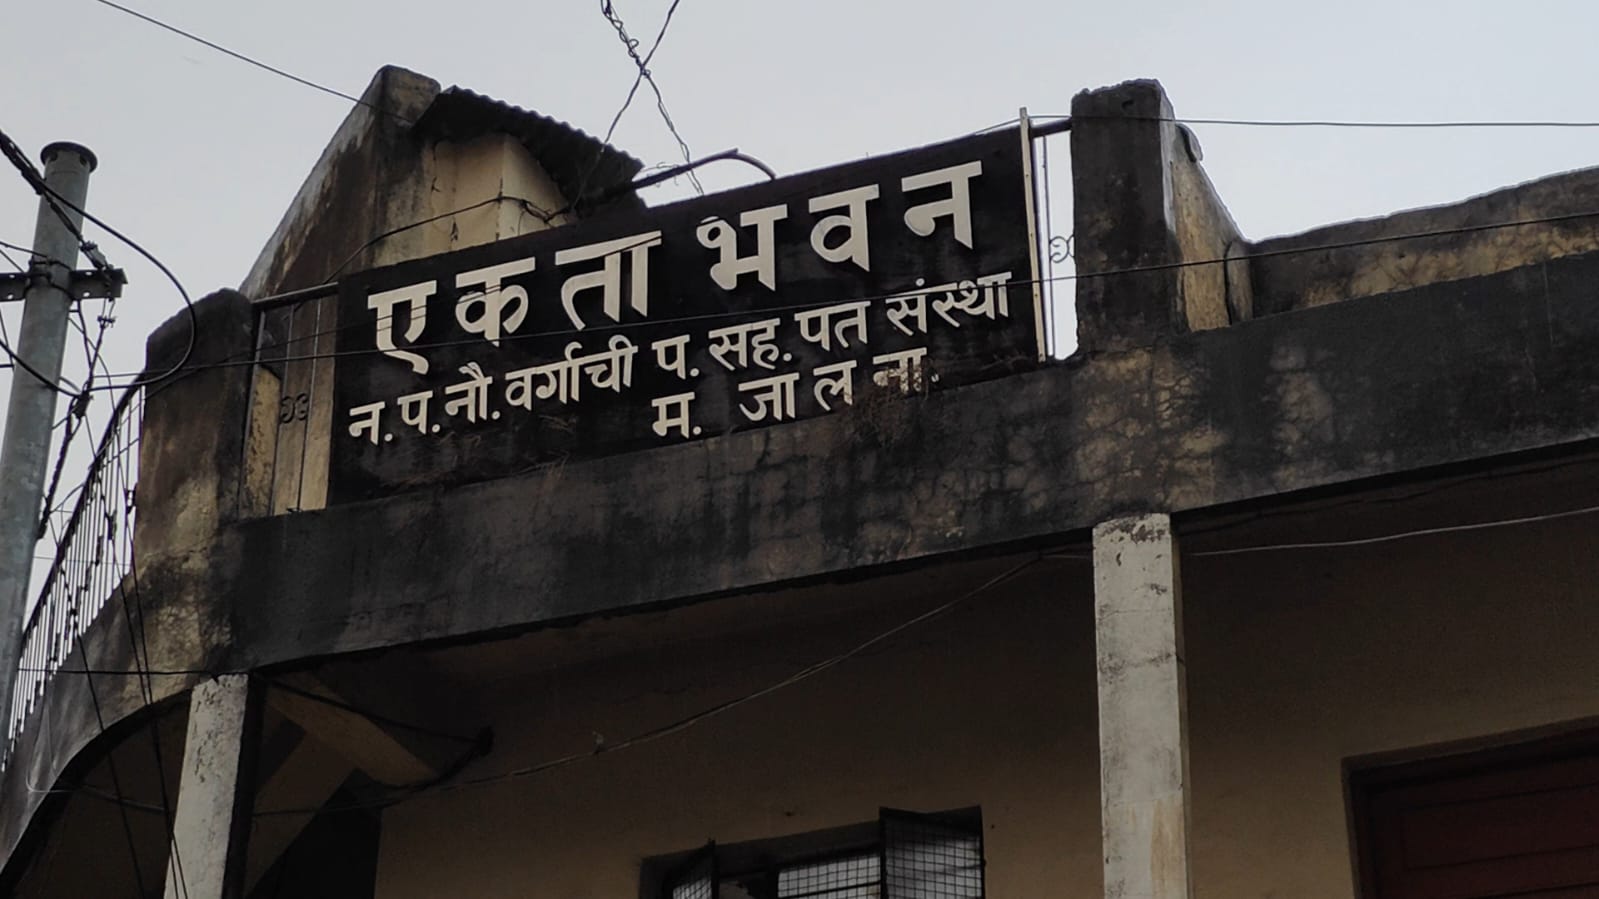 एकता भवन
न. प. नौ. वर्गाची प. सह. पत संस्था
म. जालना.